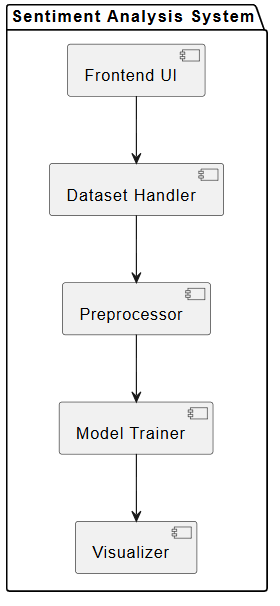 Sentiment Analysis System
Frontend UI
Dataset Handler
Preprocessor
Model Trainer
Visualizer